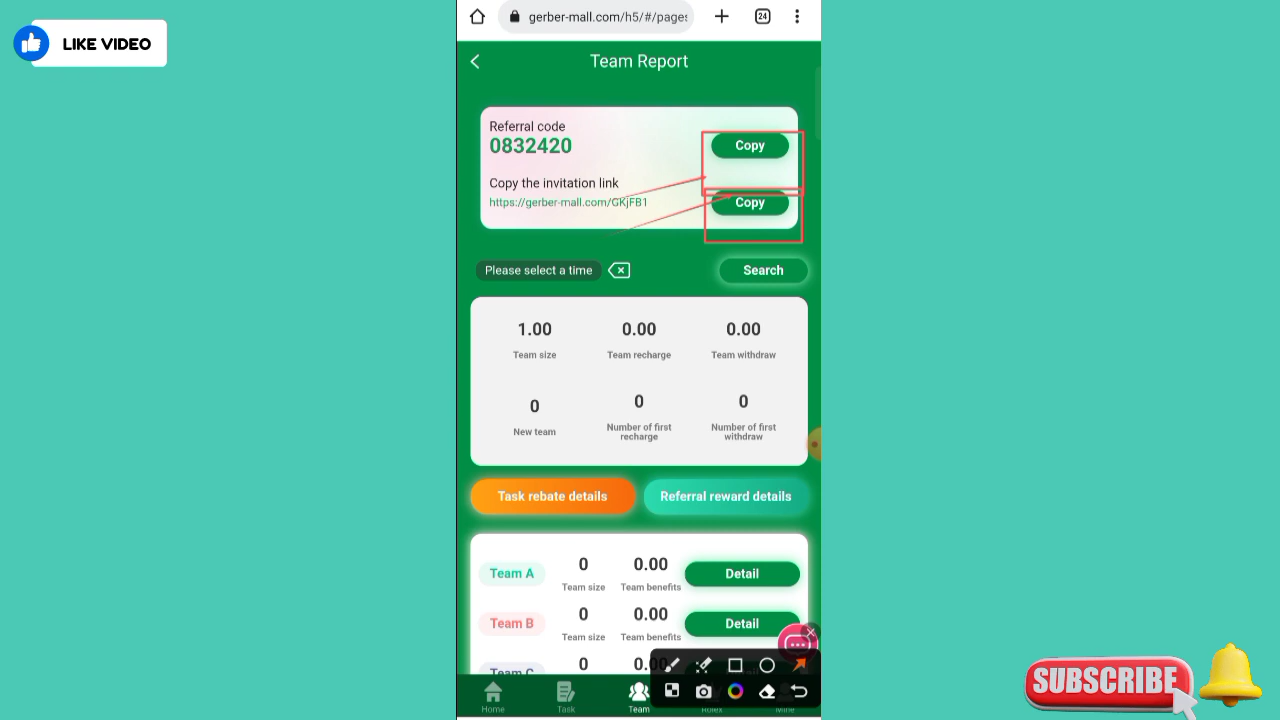 LIKE VIDEO
gerber-mall.com/h5/#/pages
24
Team Report
Referral code
0832420
Copy
Copy the invitation link
https://gerber-mall.com/GKjFB1
Copy
Please select a time
Search
1.00
0.00
0.00
Team size
Team recharge
Team withdraw
0
0
0
New team
Number of first
recharge
Number of first
withdraw
Task rebate details
Referral reward details
Team A
0
0.00
Detail
Team size
Team benefits
Team B
0
0.00
Detail
Team size
Team benefits
Team C
0
Home
Task
Team
Rolex
Mine
SUBSCRIBE